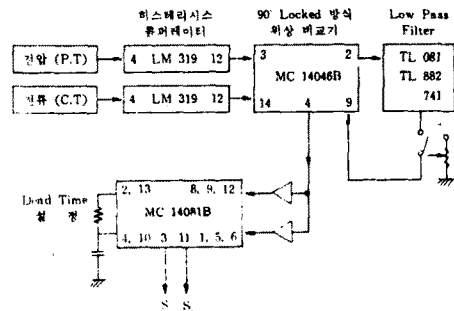 히스테리시스
콤퍼레이터
90° Locked 방식
위상 비교기
Low Pass
Filter
전압 (P.T)
4 LM 319 12
3 2
MC 14046B
14 4 9
TL 081
TL 882
741
전류 (C.T)
4 LM 319 12
Dead Time
설 정
2, 13 8, 9, 12
MC 14081B
4, 10 3 11 1, 5, 6
S S